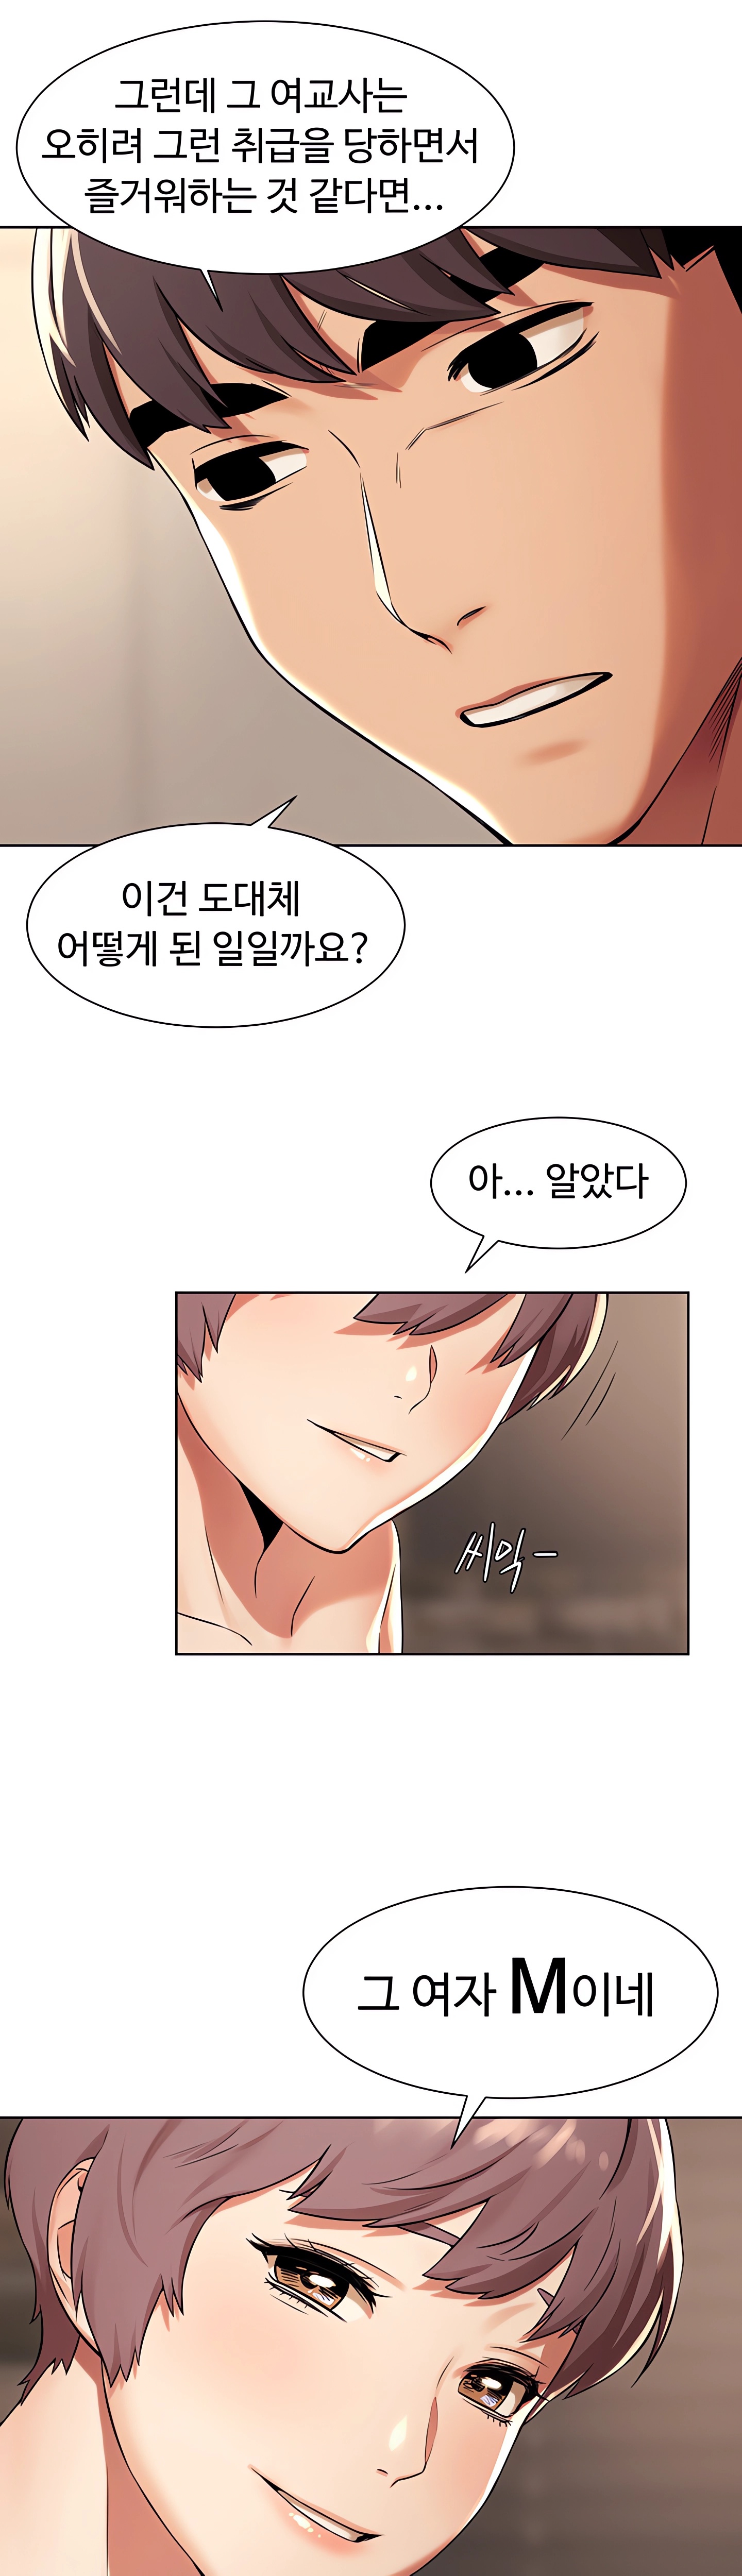 그런데 그 여교사는
오히려 그런 취급을 당하면서
즐거워하는 것 같다면...
이건 도대체
어떻게 된 일일까요?
아... 알았다
씨익-
그 여자 M이네